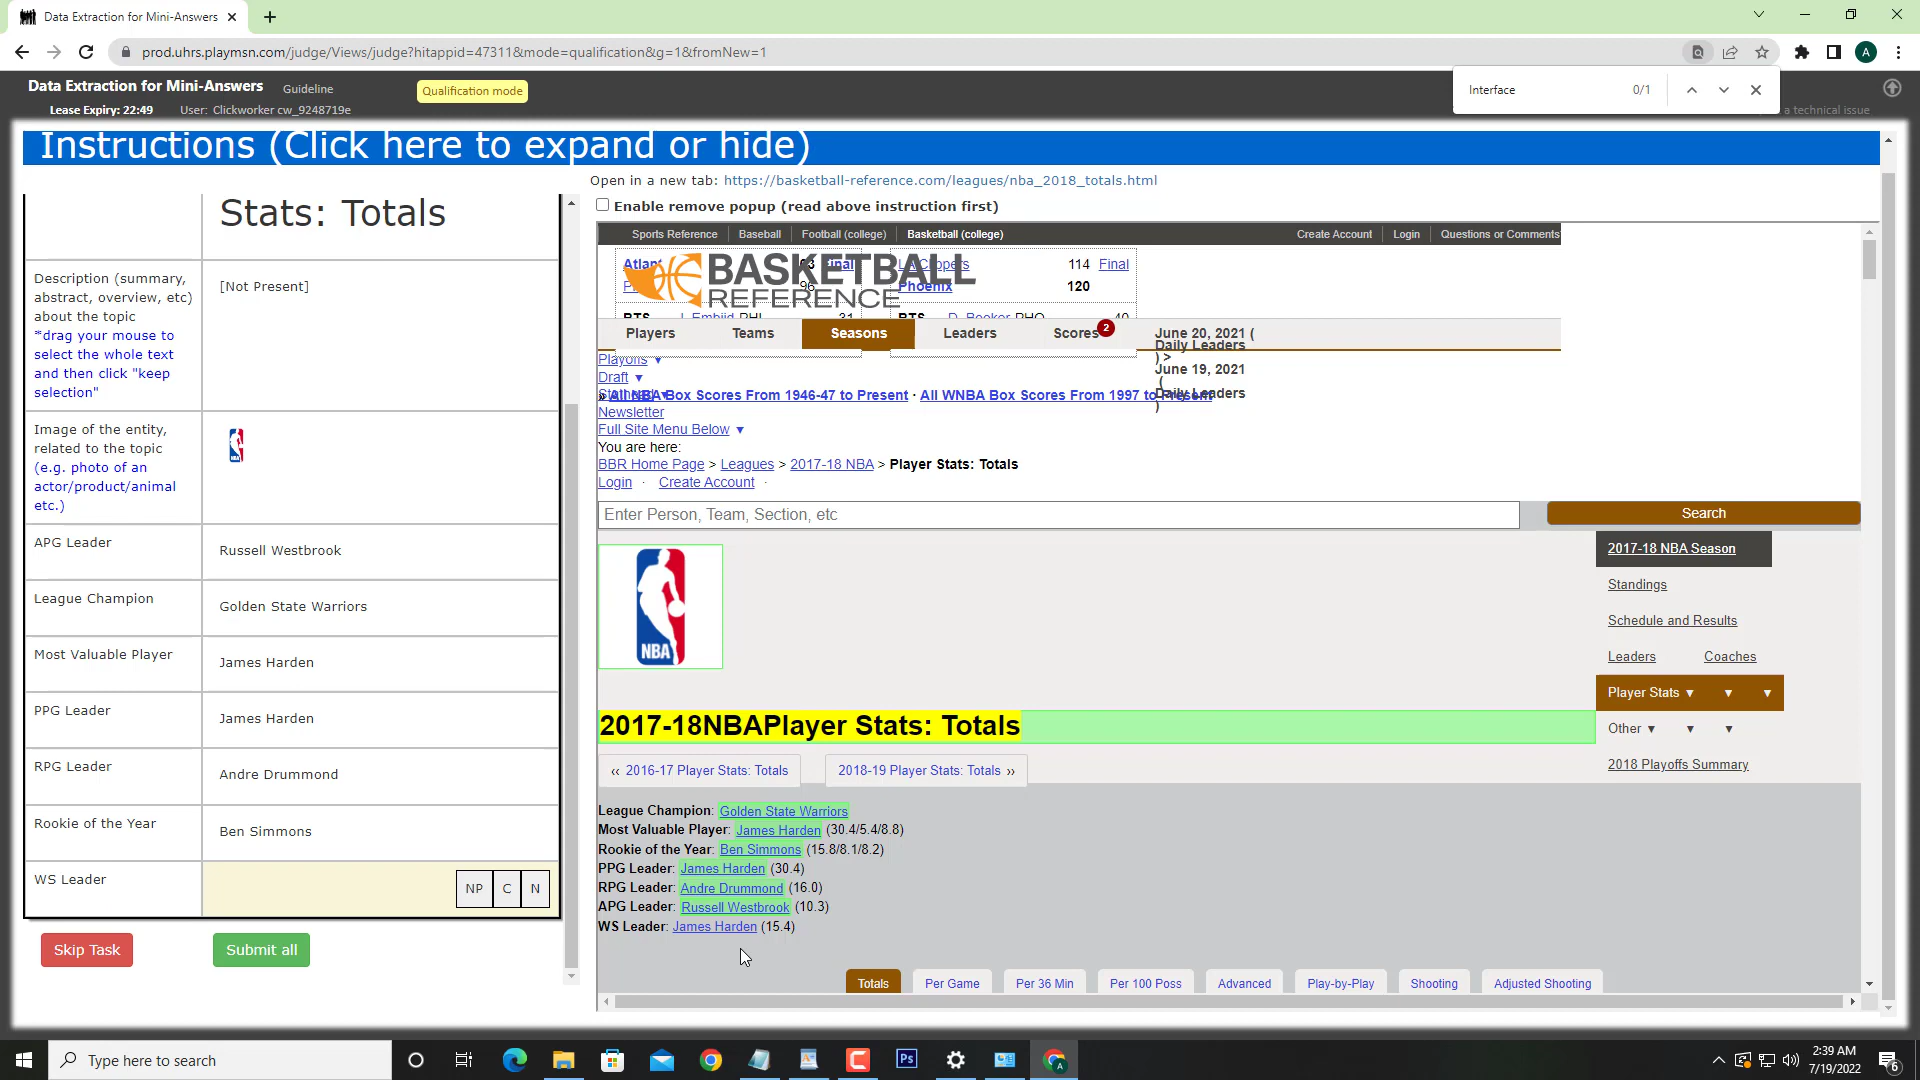 Data Extraction for Mini-Answers
prod.uhrs.playmsn.com/judge/Views/judge?hitappid=47311&mode=qualification&g=1&fromNew=1
A
Data Extraction for Mini-Answers Guideline
Qualification mode
Lease Expiry: 22:49 User: Clickworker cw_9248719e
Interface 0/1
a technical issue
Instructions (Click here to expand or hide)
Stats: Totals
Description (summary, abstract, overview, etc) about the topic
*drag your mouse to select the whole text and then click "keep selection"
[Not Present]
Image of the entity, related to the topic
(e.g. photo of an actor/product/animal etc.)
APG Leader Russell Westbrook
League Champion Golden State Warriors
Most Valuable Player James Harden
PPG Leader James Harden
RPG Leader Andre Drummond
Rookie of the Year Ben Simmons
WS Leader NP C N
Skip Task Submit all
Open in a new tab: https://basketball-reference.com/leagues/nba_2018_totals.html
Enable remove popup (read above instruction first)
Sports Reference Baseball Football (college) Basketball (college) Create Account Login Questions or Comments
BASKETBALL
REFERENCE
LA Clippers 114 Final
Phoenix 120
Players Teams Seasons Leaders Scores 2
June 20, 2021 (
Daily Leaders
) >
June 19, 2021
(
Daily Leaders
)
Playoffs ▼
Draft ▼
» All NBA Box Scores From 1946-47 to Present · All WNBA Box Scores From 1997 to Present
Newsletter
Full Site Menu Below ▼
You are here:
BBR Home Page > Leagues > 2017-18 NBA > Player Stats: Totals
Login · Create Account ·
Enter Person, Team, Section, etc Search
NBA
2017-18 NBA Season
Standings
Schedule and Results
Leaders Coaches
Player Stats ▼ ▼ ▼
Other ▼ ▼ ▼
2018 Playoffs Summary
2017-18NBAPlayer Stats: Totals
‹‹ 2016-17 Player Stats: Totals 2018-19 Player Stats: Totals ››
League Champion: Golden State Warriors
Most Valuable Player: James Harden (30.4/5.4/8.8)
Rookie of the Year: Ben Simmons (15.8/8.1/8.2)
PPG Leader: James Harden (30.4)
RPG Leader: Andre Drummond (16.0)
APG Leader: Russell Westbrook (10.3)
WS Leader: James Harden (15.4)
Totals Per Game Per 36 Min Per 100 Poss Advanced Play-by-Play Shooting Adjusted Shooting
Type here to search
Ps
2:39 AM
7/19/2022
6